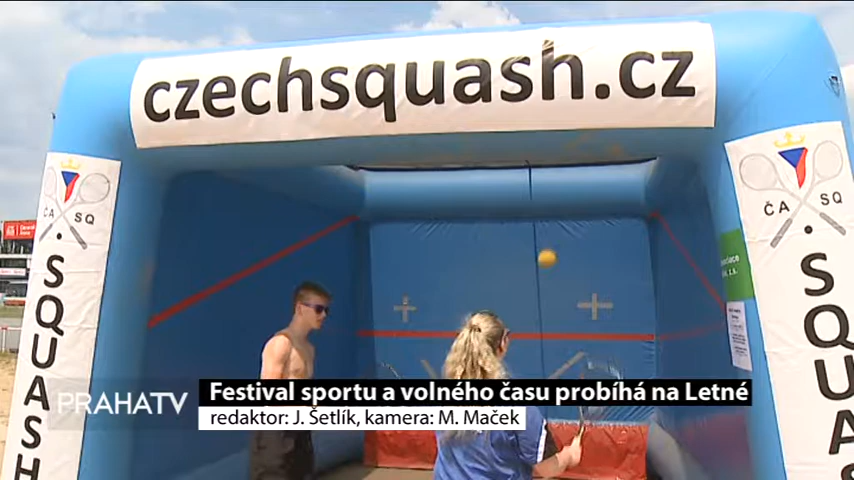 czechsquash.cz
ČA SQ
• SQUASH
ČA SQ
• SQUASH
PRAHATV
Festival sportu a volného času probíhá na Letné
redaktor: J. Šetlík, kamera: M. Maček